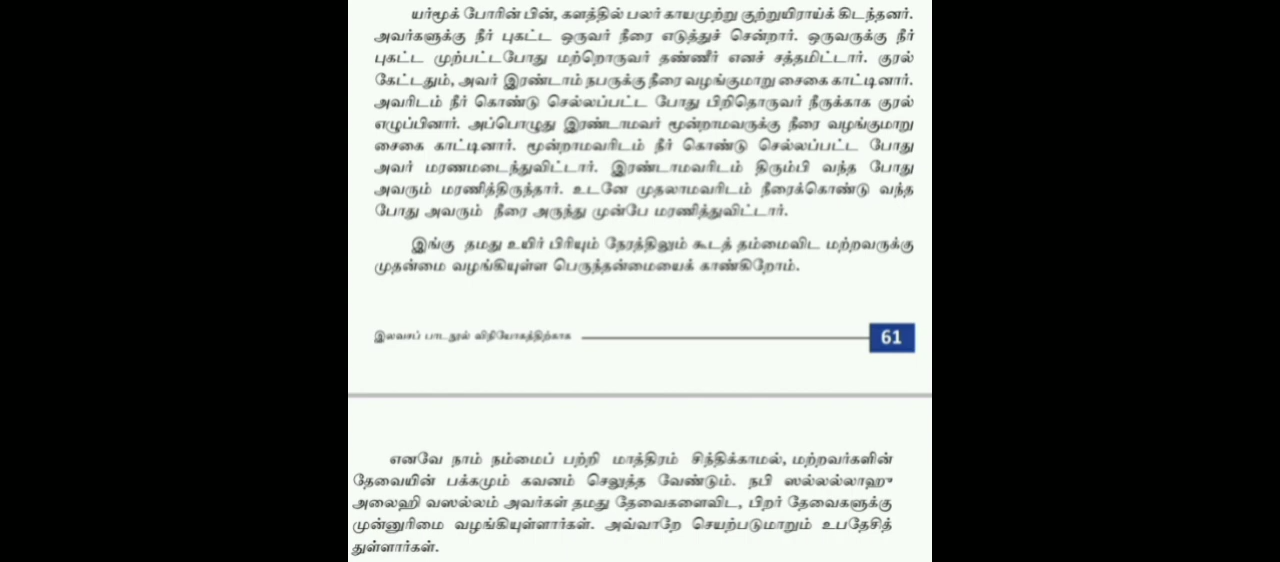 யர்மூக் போரின் பின், களத்தில் பலர் காயமுற்று குற்றுயிராய்க் கிடந்தனர்.
அவர்களுக்கு நீர் புகட்ட ஒருவர் நீரை எடுத்துச் சென்றார். ஒருவருக்கு நீர்
புகட்ட முற்பட்டபோது மற்றொருவர் தண்ணீர் எனச் சத்தமிட்டார். குரல்
கேட்டதும், அவர் இரண்டாம் நபருக்கு நீரை வழங்குமாறு சைகை காட்டினார்.
அவரிடம் நீர் கொண்டு செல்லப்பட்ட போது பிறிதொருவர் நீருக்காக குரல்
எழுப்பினார். அப்பொழுது இரண்டாமவர் மூன்றாமவருக்கு நீரை வழங்குமாறு
சைகை காட்டினார். மூன்றாமவரிடம் நீர் கொண்டு செல்லப்பட்ட போது
அவர் மரணமடைந்துவிட்டார். இரண்டாமவரிடம் திரும்பி வந்த போது
அவரும் மரணித்திருந்தார். உடனே முதலாமவரிடம் நீரைக்கொண்டு வந்த
போது அவரும் நீரை அருந்து முன்பே மரணித்துவிட்டார்.
இங்கு தமது உயிர் பிரியும் நேரத்திலும் கூடத் தம்மைவிட மற்றவருக்கு
முதன்மை வழங்கியுள்ள பெருந்தன்மையைக் காண்கிறோம்.
இலவசப் பாடநூல் விநியோகத்திற்காக 61
எனவே நாம் நம்மைப் பற்றி மாத்திரம் சிந்திக்காமல், மற்றவர்களின்
தேவையின் பக்கமும் கவனம் செலுத்த வேண்டும். நபி ஸல்லல்லாஹு
அலைஹி வஸல்லம் அவர்கள் தமது தேவைகளைவிட, பிறர் தேவைகளுக்கு
முன்னுரிமை வழங்கியுள்ளார்கள். அவ்வாறே செயற்படுமாறும் உபதேசித்
துள்ளார்கள்.